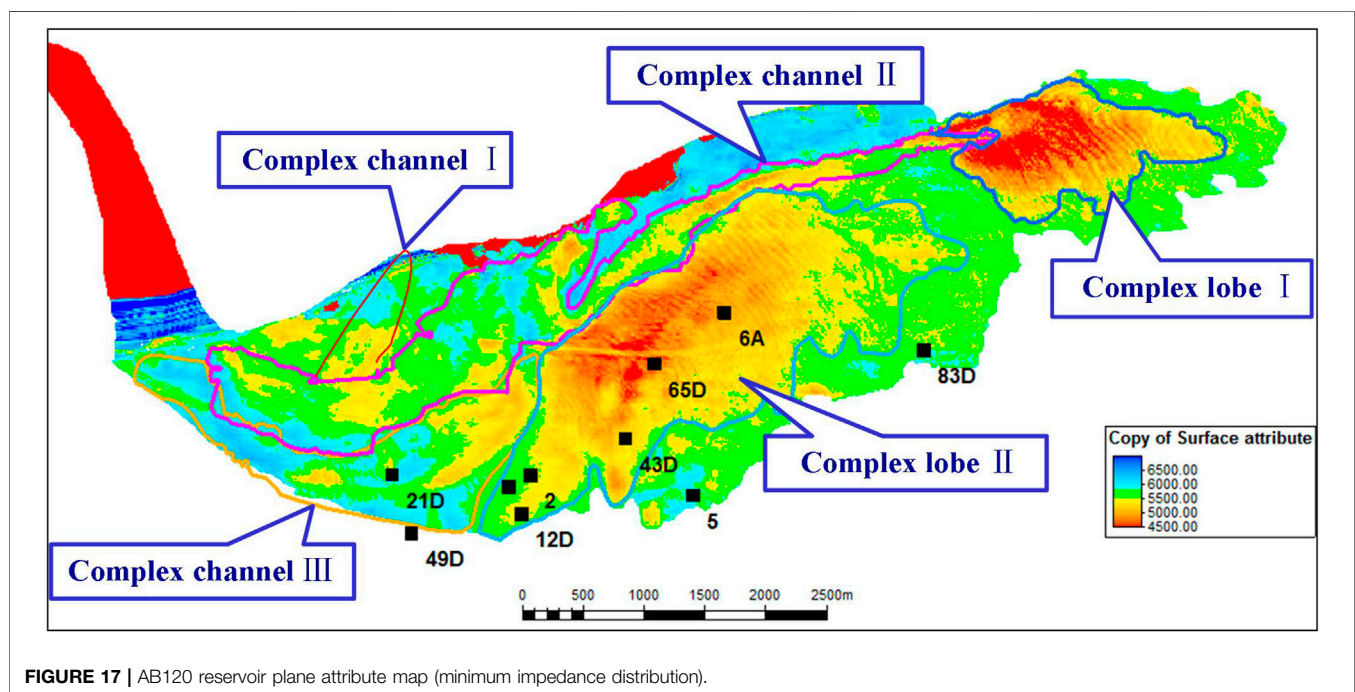 Complex channel Ⅱ
Complex channel Ⅰ
Complex lobe Ⅰ
6A
83D
65D
Copy of Surface attribute
6500.00
6000.00
5500.00
5000.00
4500.00
Complex lobe Ⅱ
43D
21D
2
5
12D
49D
Complex channel Ⅲ
0 500 1000 1500 2000 2500m
FIGURE 17 | AB120 reservoir plane attribute map (minimum impedance distribution).